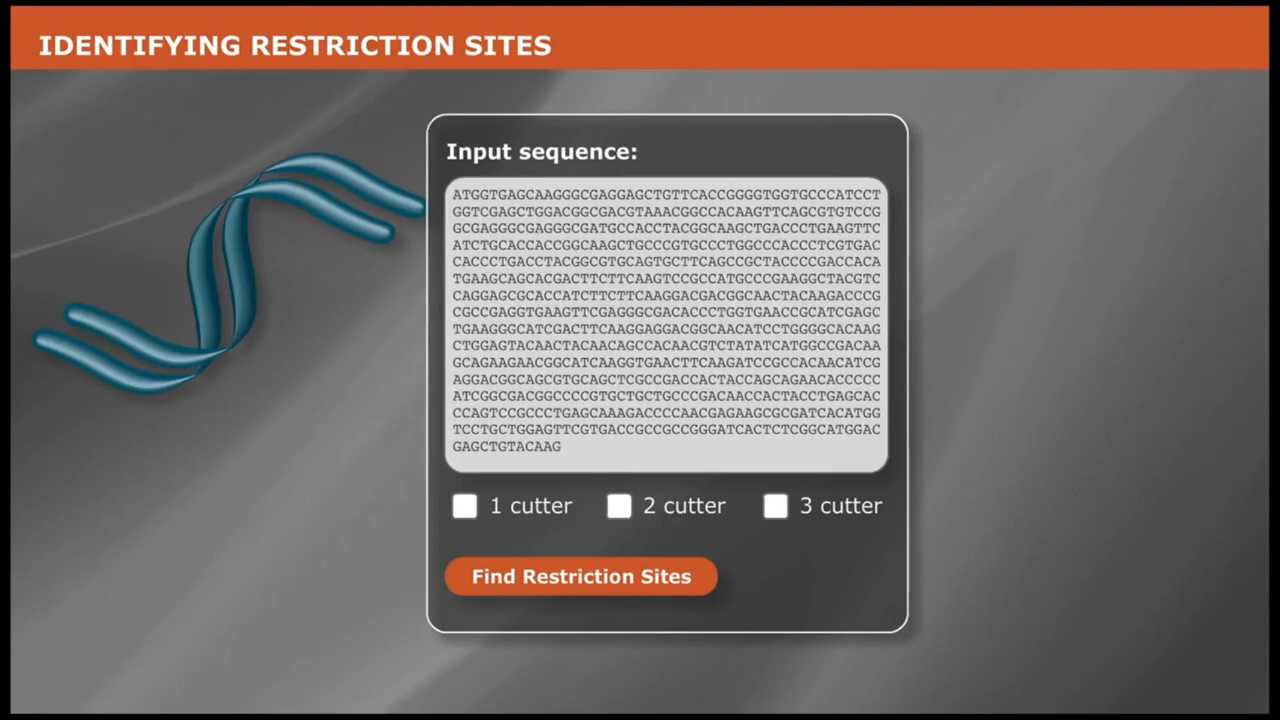 IDENTIFYING RESTRICTION SITES
Input sequence:
ATGGTGAGCAAGGGCGAGGAGCTGTTCACCGGGGTGGTGCCCATCCT
GGTCGAGCTGGACGGCGACGTAAACGGCCACAAGTTCAGCGTGTCCG
GCGAGGGCGAGGGCGATGCCACCTACGGCAAGCTGACCCTGAAGTTC
ATCTGCACCACCGGCAAGCTGCCCGTGCCCTGGCCCACCCTCGTGAC
CACCCTGACCTACGGCGTGCAGTGCTTCAGCCGCTACCCCGACCACA
TGAAGCAGCACGACTTCTTCAAGTCCGCCATGCCCGAAGGCTACGTC
CAGGAGCGCACCATCTTCTTCAAGGACGACGGCAACTACAAGACCCG
CGCCGAGGTGAAGTTCGAGGGCGACACCCTGGTGAACCGCATCGAGC
TGAAGGGCATCGACTTCAAGGAGGACGGCAACATCCTGGGGCACAAG
CTGGAGTACAACTACAACAGCCACAACGTCTATATCATGGCCGACAA
GCAGAAGAACGGCATCAAGGTGAACTTCAAGATCCGCCACAACATCG
AGGACGGCAGCGTGCAGCTCGCCGACCACTACCAGCAGAACACCCCC
ATCGGCGACGGCCCCGTGCTGCTGCCCGACAACCACTACCTGAGCAC
CCAGTCCGCCCTGAGCAAAGACCCCAACGAGAAGCGCGATCACATGG
TCCTGCTGGAGTTCGTGACCGCCGCCGGGATCACTCTCGGCATGGAC
GAGCTGTACAAG
1 cutter 2 cutter 3 cutter
Find Restriction Sites